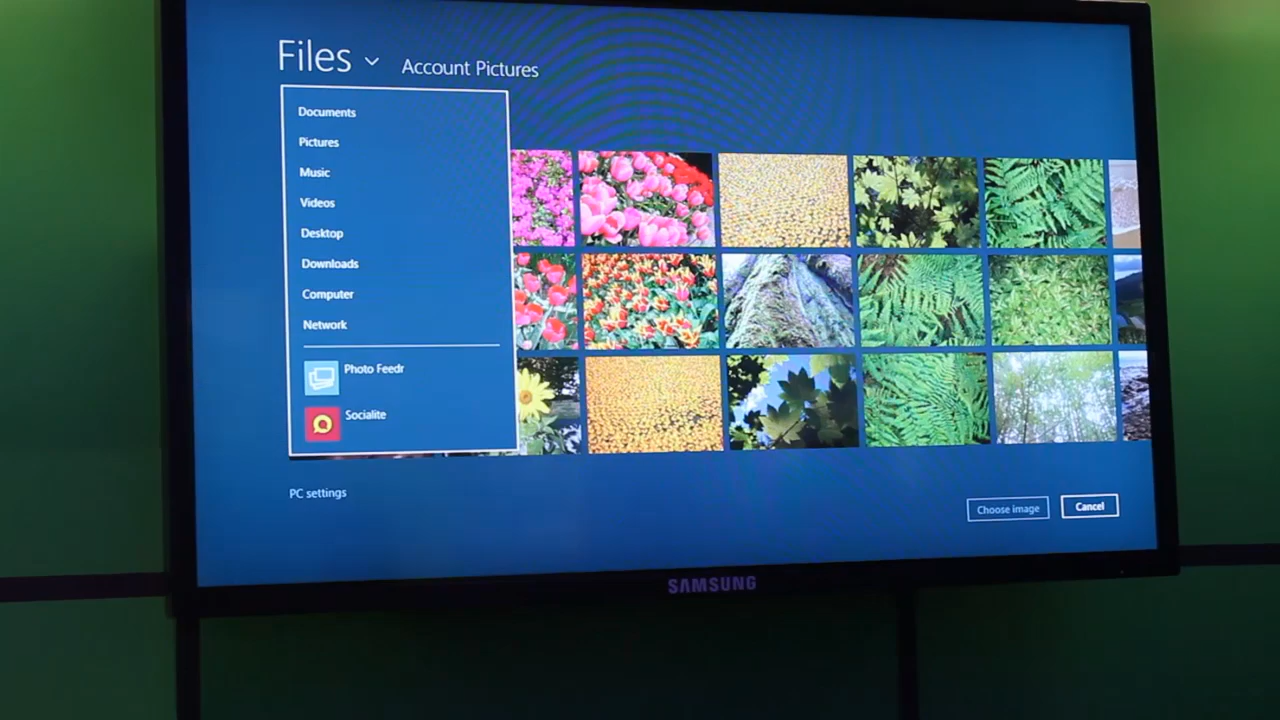 Files
Account Pictures
Documents
Pictures
Music
Videos
Desktop
Downloads
Computer
Network
Photo Feedr
Socialite
PC settings
Choose image
Cancel
SAMSUNG